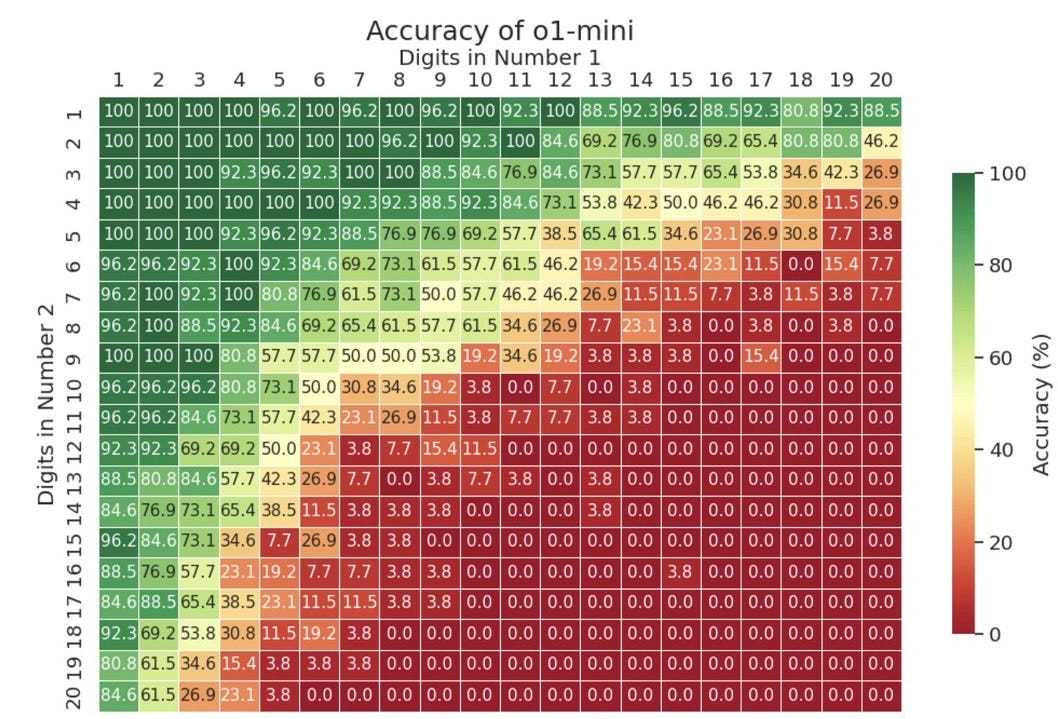 Accuracy of o1-mini
Digits in Number 1
1 2 3 4 5 6 7 8 9 10 11 12 13 14 15 16 17 18 19 20
1 100 100 100 100 96.2 100 96.2 100 96.2 100 92.3 100 88.5 92.3 96.2 88.5 92.3 80.8 92.3 88.5
2 100 100 100 100 100 100 100 96.2 100 92.3 100 84.6 69.2 76.9 80.8 69.2 65.4 80.8 80.8 46.2
3 100 100 100 92.3 96.2 92.3 100 100 88.5 84.6 76.9 84.6 73.1 57.7 57.7 65.4 53.8 34.6 42.3 26.9
4 100 100 100 100 100 100 92.3 92.3 88.5 92.3 84.6 73.1 53.8 42.3 50.0 46.2 46.2 30.8 11.5 26.9
5 100 100 100 92.3 96.2 92.3 88.5 76.9 76.9 69.2 57.7 38.5 65.4 61.5 34.6 23.1 26.9 30.8 7.7 3.8
6 96.2 96.2 92.3 100 92.3 84.6 69.2 73.1 61.5 57.7 61.5 46.2 19.2 15.4 15.4 23.1 11.5 0.0 15.4 7.7
7 96.2 100 92.3 100 80.8 76.9 61.5 73.1 50.0 57.7 46.2 46.2 26.9 11.5 11.5 7.7 3.8 11.5 3.8 7.7
8 96.2 100 88.5 92.3 84.6 69.2 65.4 61.5 57.7 61.5 34.6 26.9 7.7 23.1 3.8 0.0 3.8 0.0 3.8 0.0
9 100 100 100 80.8 57.7 57.7 50.0 50.0 53.8 19.2 34.6 19.2 3.8 3.8 3.8 0.0 15.4 0.0 0.0 0.0
10 96.2 96.2 96.2 80.8 73.1 50.0 30.8 34.6 19.2 3.8 0.0 7.7 0.0 3.8 0.0 0.0 0.0 0.0 0.0 0.0
11 96.2 96.2 84.6 73.1 57.7 42.3 23.1 26.9 11.5 3.8 7.7 7.7 3.8 3.8 0.0 0.0 0.0 0.0 0.0 0.0
12 92.3 92.3 69.2 69.2 50.0 23.1 3.8 7.7 15.4 11.5 0.0 0.0 0.0 0.0 0.0 0.0 0.0 0.0 0.0 0.0
13 88.5 80.8 84.6 57.7 42.3 26.9 7.7 0.0 3.8 7.7 3.8 0.0 3.8 0.0 0.0 0.0 0.0 0.0 0.0 0.0
14 84.6 76.9 73.1 65.4 38.5 11.5 3.8 3.8 3.8 0.0 0.0 0.0 3.8 0.0 0.0 0.0 0.0 0.0 0.0 0.0
15 96.2 84.6 73.1 34.6 7.7 26.9 3.8 3.8 0.0 0.0 0.0 0.0 0.0 0.0 0.0 0.0 0.0 0.0 0.0 0.0
16 88.5 76.9 57.7 23.1 19.2 7.7 7.7 3.8 3.8 0.0 0.0 0.0 0.0 0.0 3.8 0.0 0.0 0.0 0.0 0.0
17 84.6 88.5 65.4 38.5 23.1 11.5 11.5 3.8 3.8 0.0 0.0 0.0 0.0 0.0 0.0 0.0 0.0 0.0 0.0 0.0
18 92.3 69.2 53.8 30.8 11.5 19.2 3.8 0.0 0.0 0.0 0.0 0.0 0.0 0.0 0.0 0.0 0.0 0.0 0.0 0.0
19 80.8 61.5 34.6 15.4 3.8 3.8 3.8 0.0 0.0 0.0 0.0 0.0 0.0 0.0 0.0 0.0 0.0 0.0 0.0 0.0
20 84.6 61.5 26.9 23.1 3.8 0.0 0.0 0.0 0.0 0.0 0.0 0.0 0.0 0.0 0.0 0.0 0.0 0.0 0.0 0.0
Digits in Number 2
100
80
60
40
20
0
Accuracy (%)